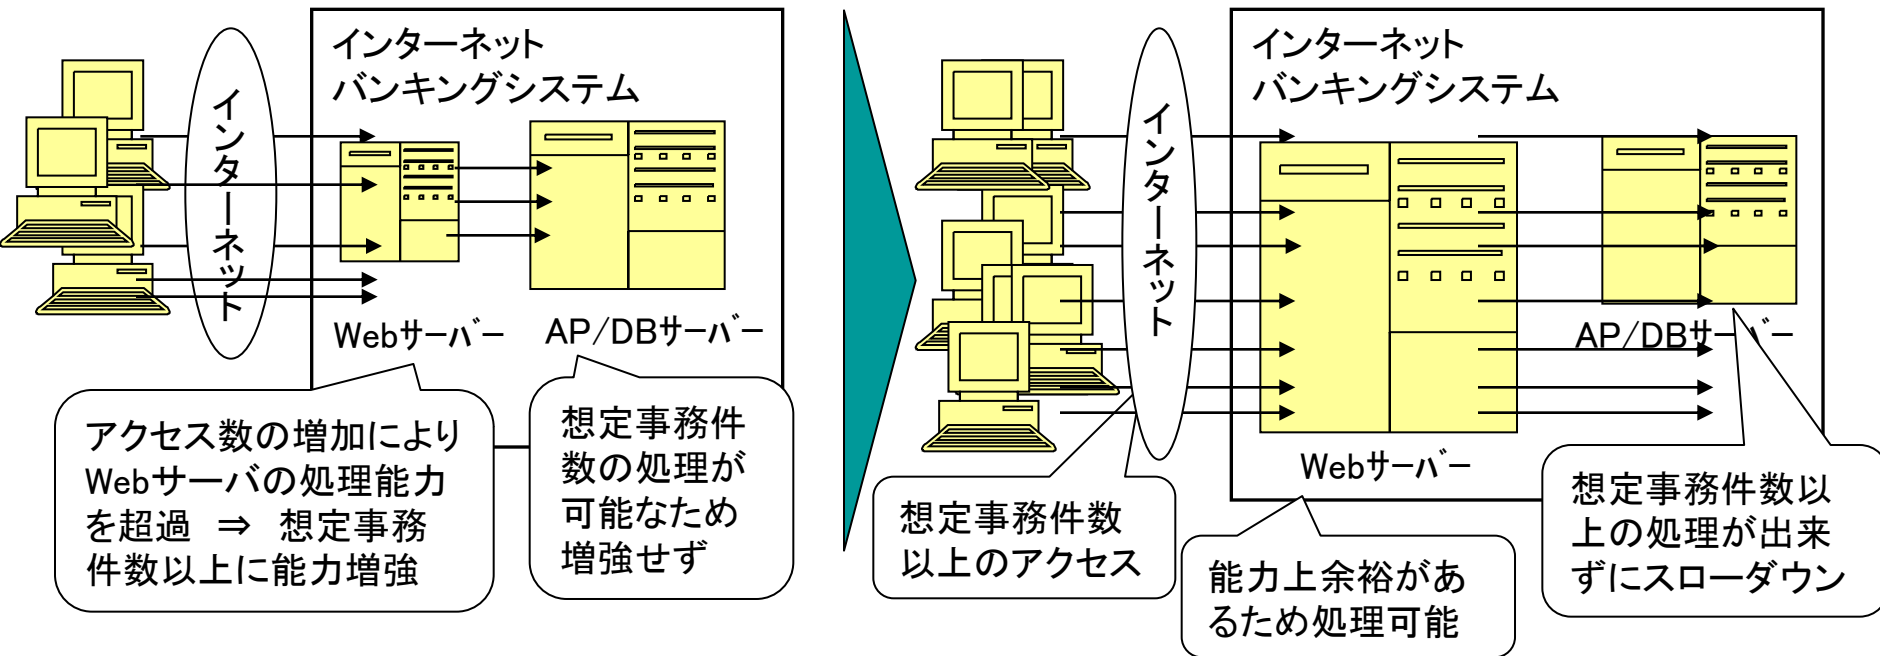 インターネット
インターネット
バンキングシステム
Webサーバー
AP/DBサーバー
アクセス数の増加により
Webサーバの処理能力
を超過 ⇒ 想定事務
件数以上に能力増強
想定事務件
数の処理が
可能なため
増強せず
インターネット
インターネット
バンキングシステム
Webサーバー
AP/DBサーバー
想定事務件数
以上のアクセス
能力上余裕があ
るため処理可能
想定事務件数以
上の処理が出来
ずにスローダウン